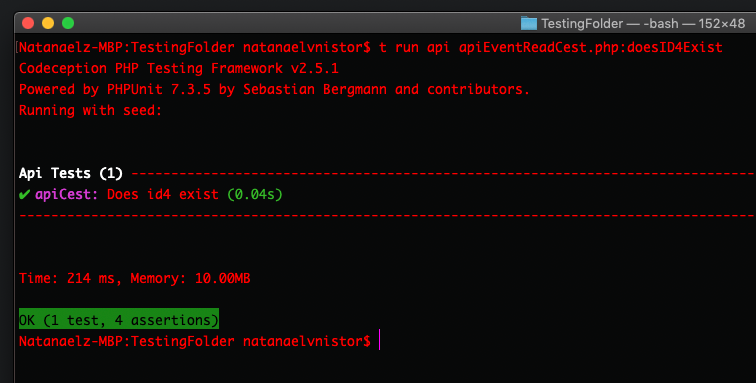 TestingFolder — -bash — 152×48
[Natanaelz-MBP:TestingFolder natanaelvnistor$ t run api apiEventReadCest.php:doesID4Exist
Codeception PHP Testing Framework v2.5.1
Powered by PHPUnit 7.3.5 by Sebastian Bergmann and contributors.
Running with seed:
Api Tests (1) --------------------------------------------------------------------------
✔ apiCest: Does id4 exist (0.04s)
----------------------------------------------------------------------------------------
Time: 214 ms, Memory: 10.00MB
OK (1 test, 4 assertions)
Natanaelz-MBP:TestingFolder natanaelvnistor$